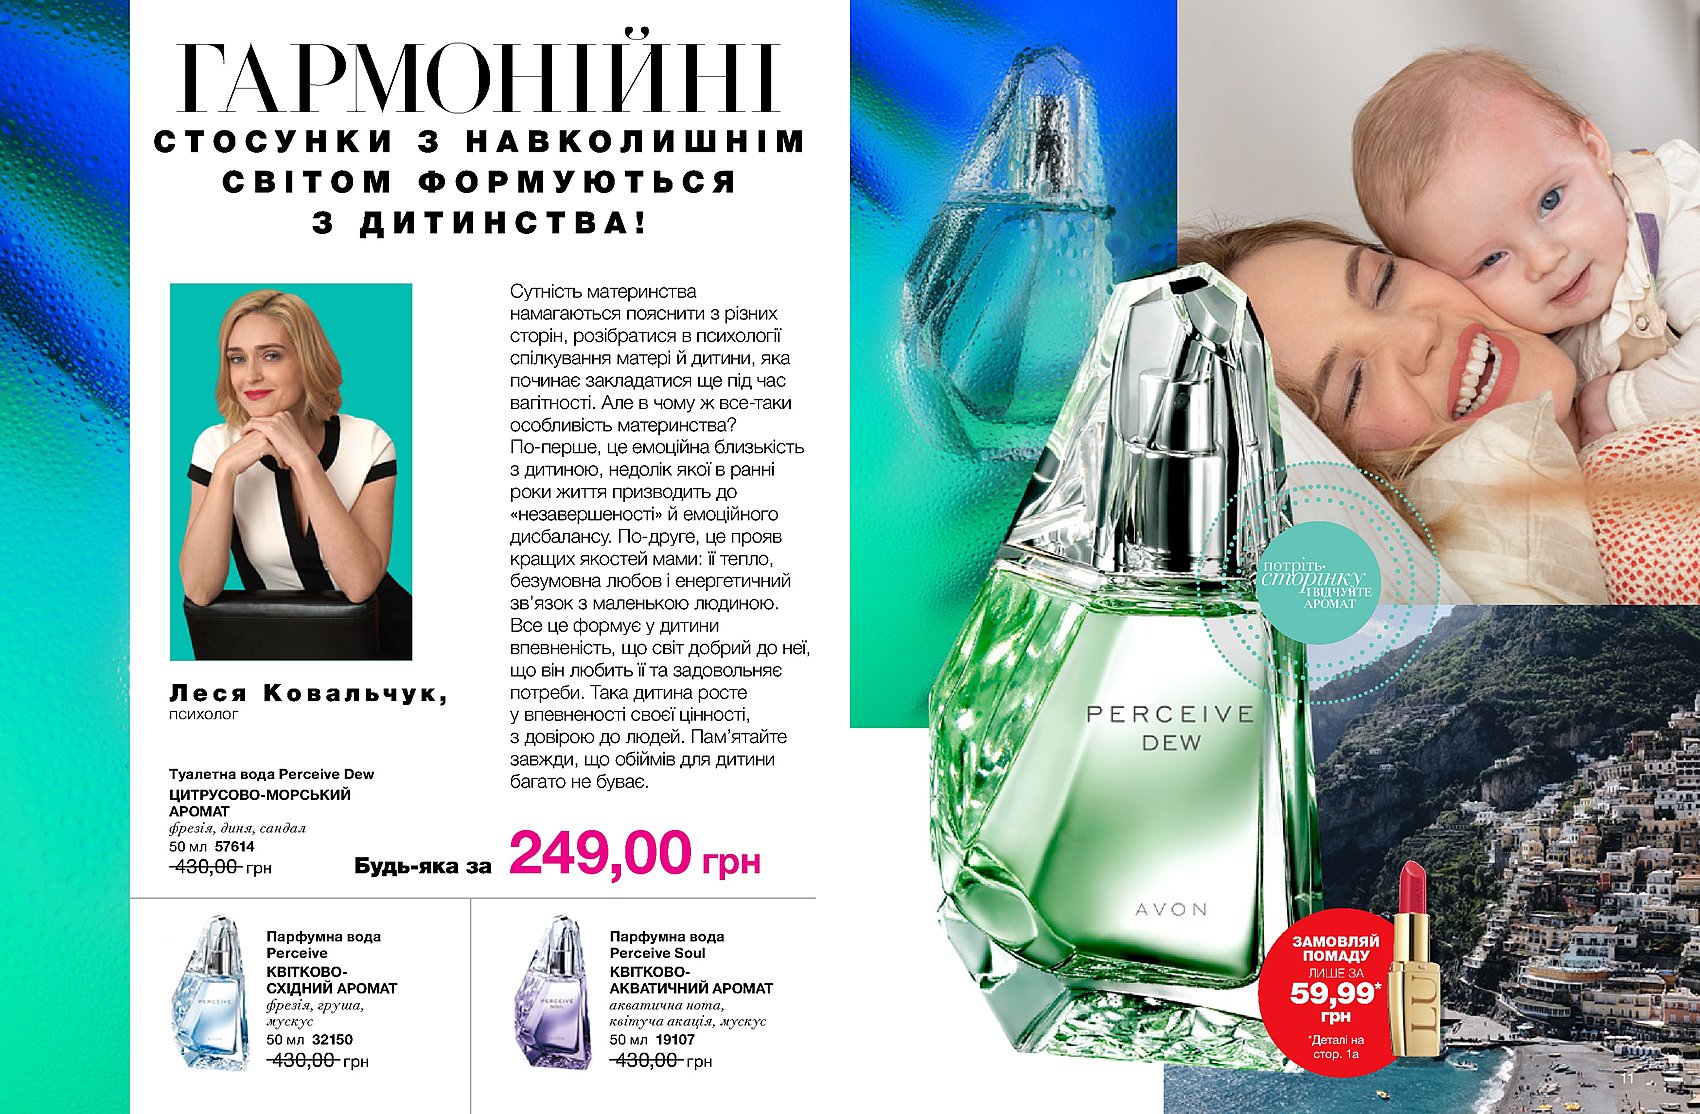 ГАРМОНІЙНІ
СТОСУНКИ З НАВКОЛИШНІМ
СВІТОМ ФОРМУЮТЬСЯ
З ДИТИНСТВА!
Сутність материнства
намагаються пояснити з різних
сторін, розібратися в психології
спілкування матері й дитини, яка
починає закладатися ще під час
вагітності. Але в чому ж все-таки
особливість материнства?
По-перше, це емоційна близькість
з дитиною, недолік якої в ранні
роки життя призводить до
«незавершеності» й емоційного
дисбалансу. По-друге, це прояв
кращих якостей мами: її тепло,
безумовна любов і енергетичний
зв’язок з маленькою людиною.
Все це формує у дитини
впевненість, що світ добрий до неї,
що він любить її та задовольняє
потреби. Така дитина росте
у впевненості своєї цінності,
з довірою до людей. Пам’ятайте
завжди, що обіймів для дитини
багато не буває.
Леся Ковальчук,
психолог
Туалетна вода Perceive Dew
ЦИТРУСОВО-МОРСЬКИЙ
АРОМАТ
фрезія, диня, сандал
50 мл 57614
430,00 грн
Будь-яка за 249,00 грн
Парфумна вода
Perceive
КВІТКОВО-
СХІДНИЙ АРОМАТ
фрезія, груша,
мускус
50 мл 32150
430,00 грн
PERCEIVE
Парфумна вода
Perceive Soul
КВІТКОВО-
АКВАТИЧНИЙ АРОМАТ
акватична нота,
квітуча акація, мускус
50 мл 19107
430,00 грн
PERCEIVE
SOUL
потріть
сторінку
і відчуйте
аромат
PERCEIVE
DEW
AVON
ЗАМОВЛЯЙ
ПОМАДУ
ЛИШЕ ЗА
59,99*
грн
*Деталі на
стор. 1а
LU
11